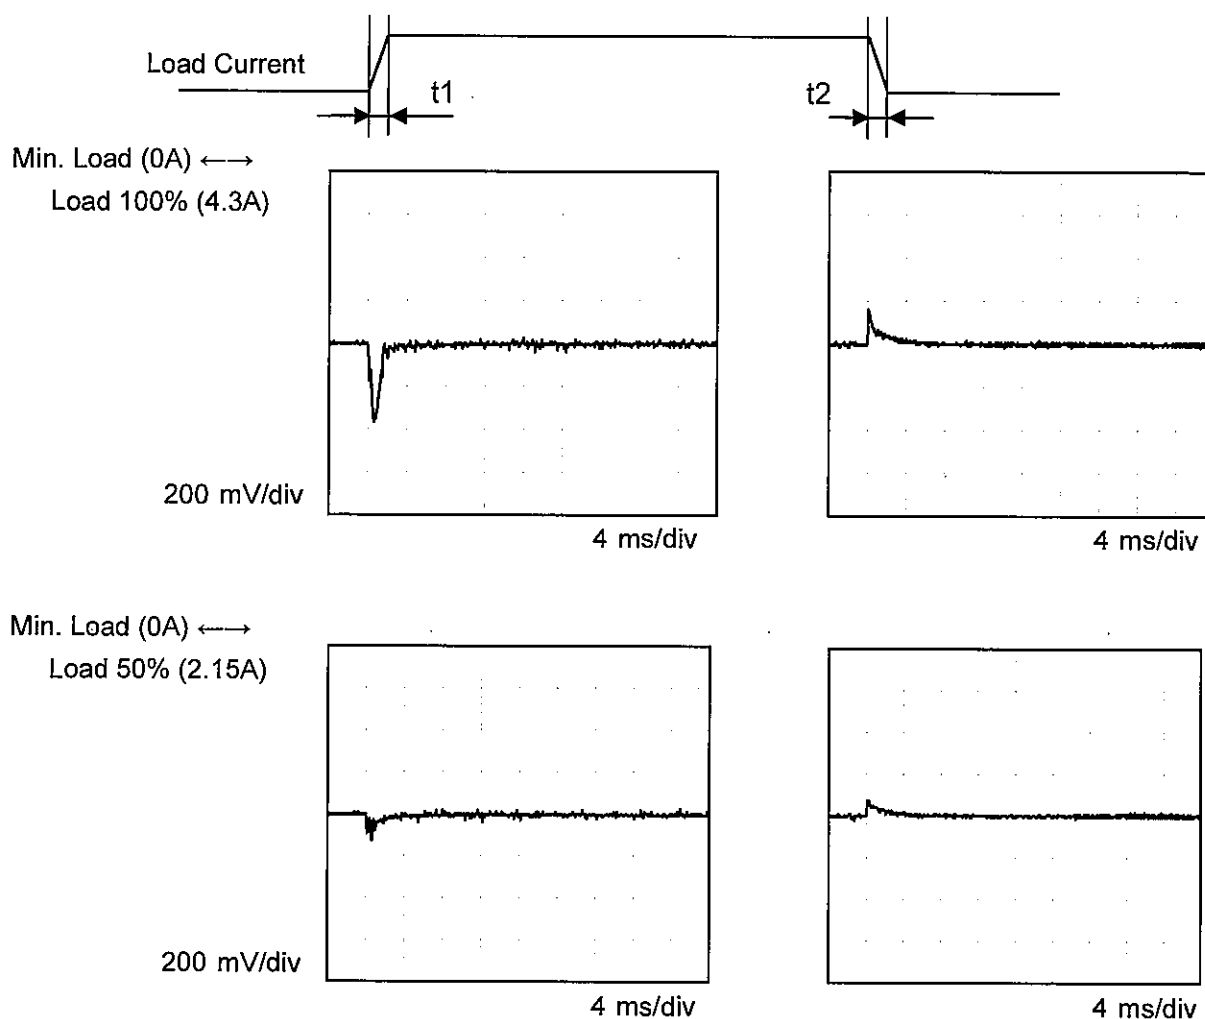 Load Current
t1
t2
Min. Load (0A) ←→
Load 100% (4.3A)
200 mV/div
4 ms/div
4 ms/div
Min. Load (0A) ←→
Load 50% (2.15A)
200 mV/div
4 ms/div
4 ms/div